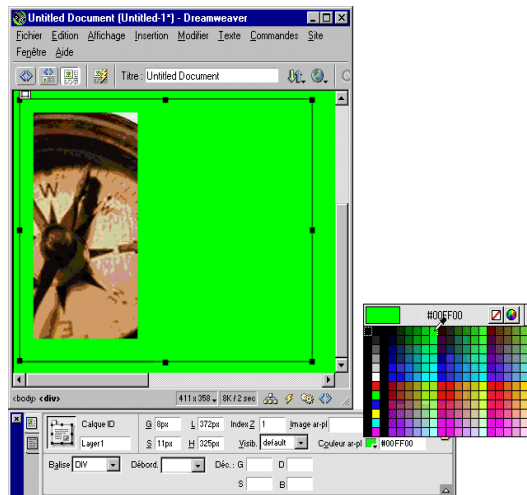 Untitled Document (Untitled-1*) - Dreamweaver
Fichier Edition Affichage Insertion Modifier Texte Commandes Site
Fenêtre Aide
Titre : Untitled Document
W
E
#00FF00
<body> <div> 411 x 358 8K / 2 sec
Calque ID G 8px L 372px Index Z 1 Image ar-pl
Layer1 S 11px H 325px Visib. default Couleur ar-pl #00FF00
Balise DIV Débord. Déc. : G D
S B